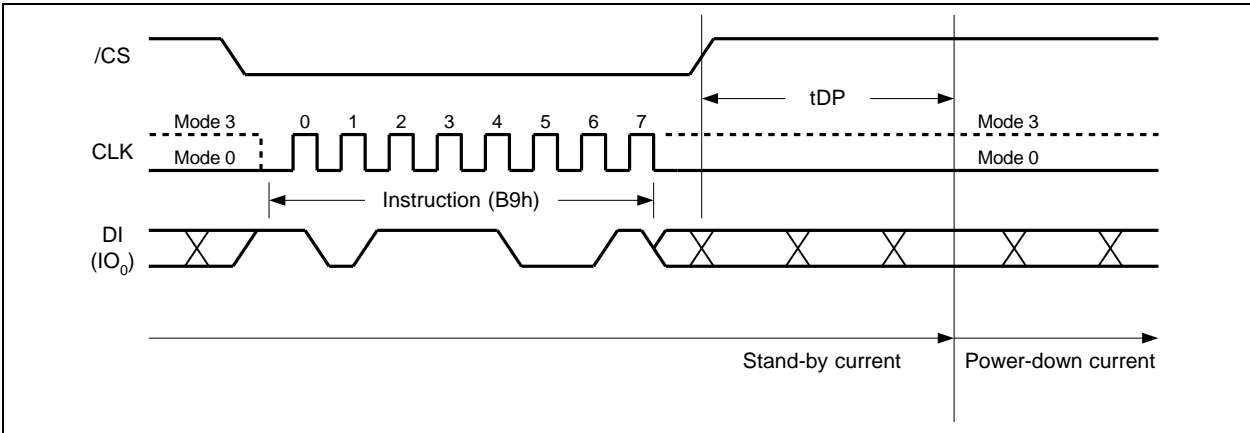 /CS
tDP
Mode 3 0 1 2 3 4 5 6 7 Mode 3
CLK
Mode 0 Mode 0
Instruction (B9h)
DI
(IO0)
Stand-by current Power-down current